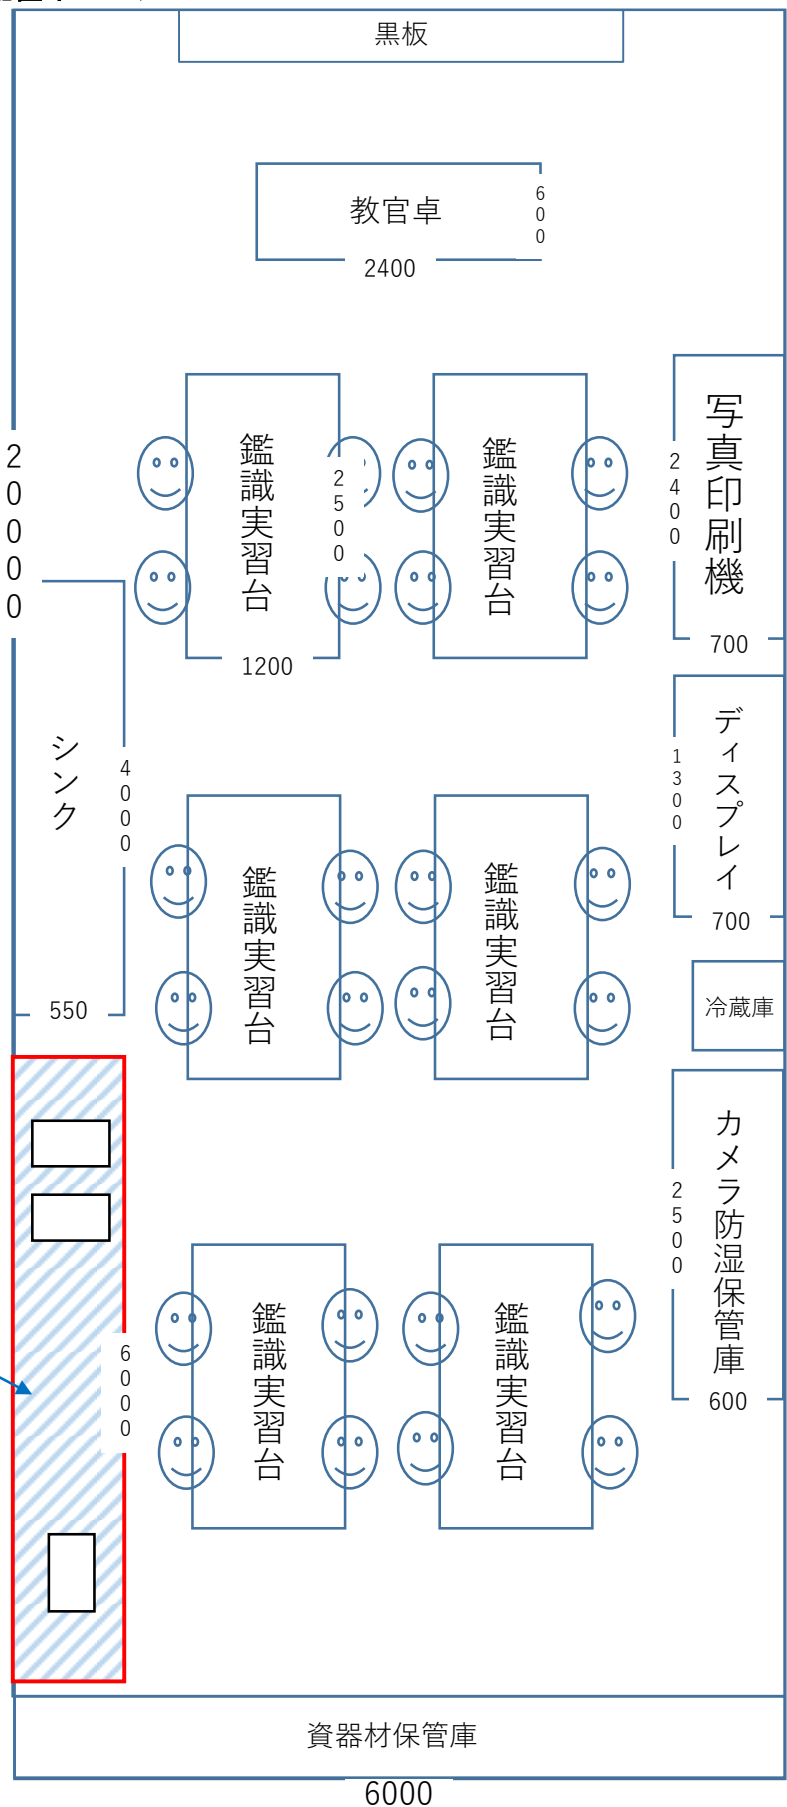 黒板
教官卓
600
2400
鑑識実習台
2500
1200
鑑識実習台
写真印刷機
2400
700
20000
シンク
4000
550
ディスプレイ
1300
700
鑑識実習台
鑑識実習台
冷蔵庫
カメラ防湿保管庫
2500
600
6000
鑑識実習台
鑑識実習台
資器材保管庫
6000